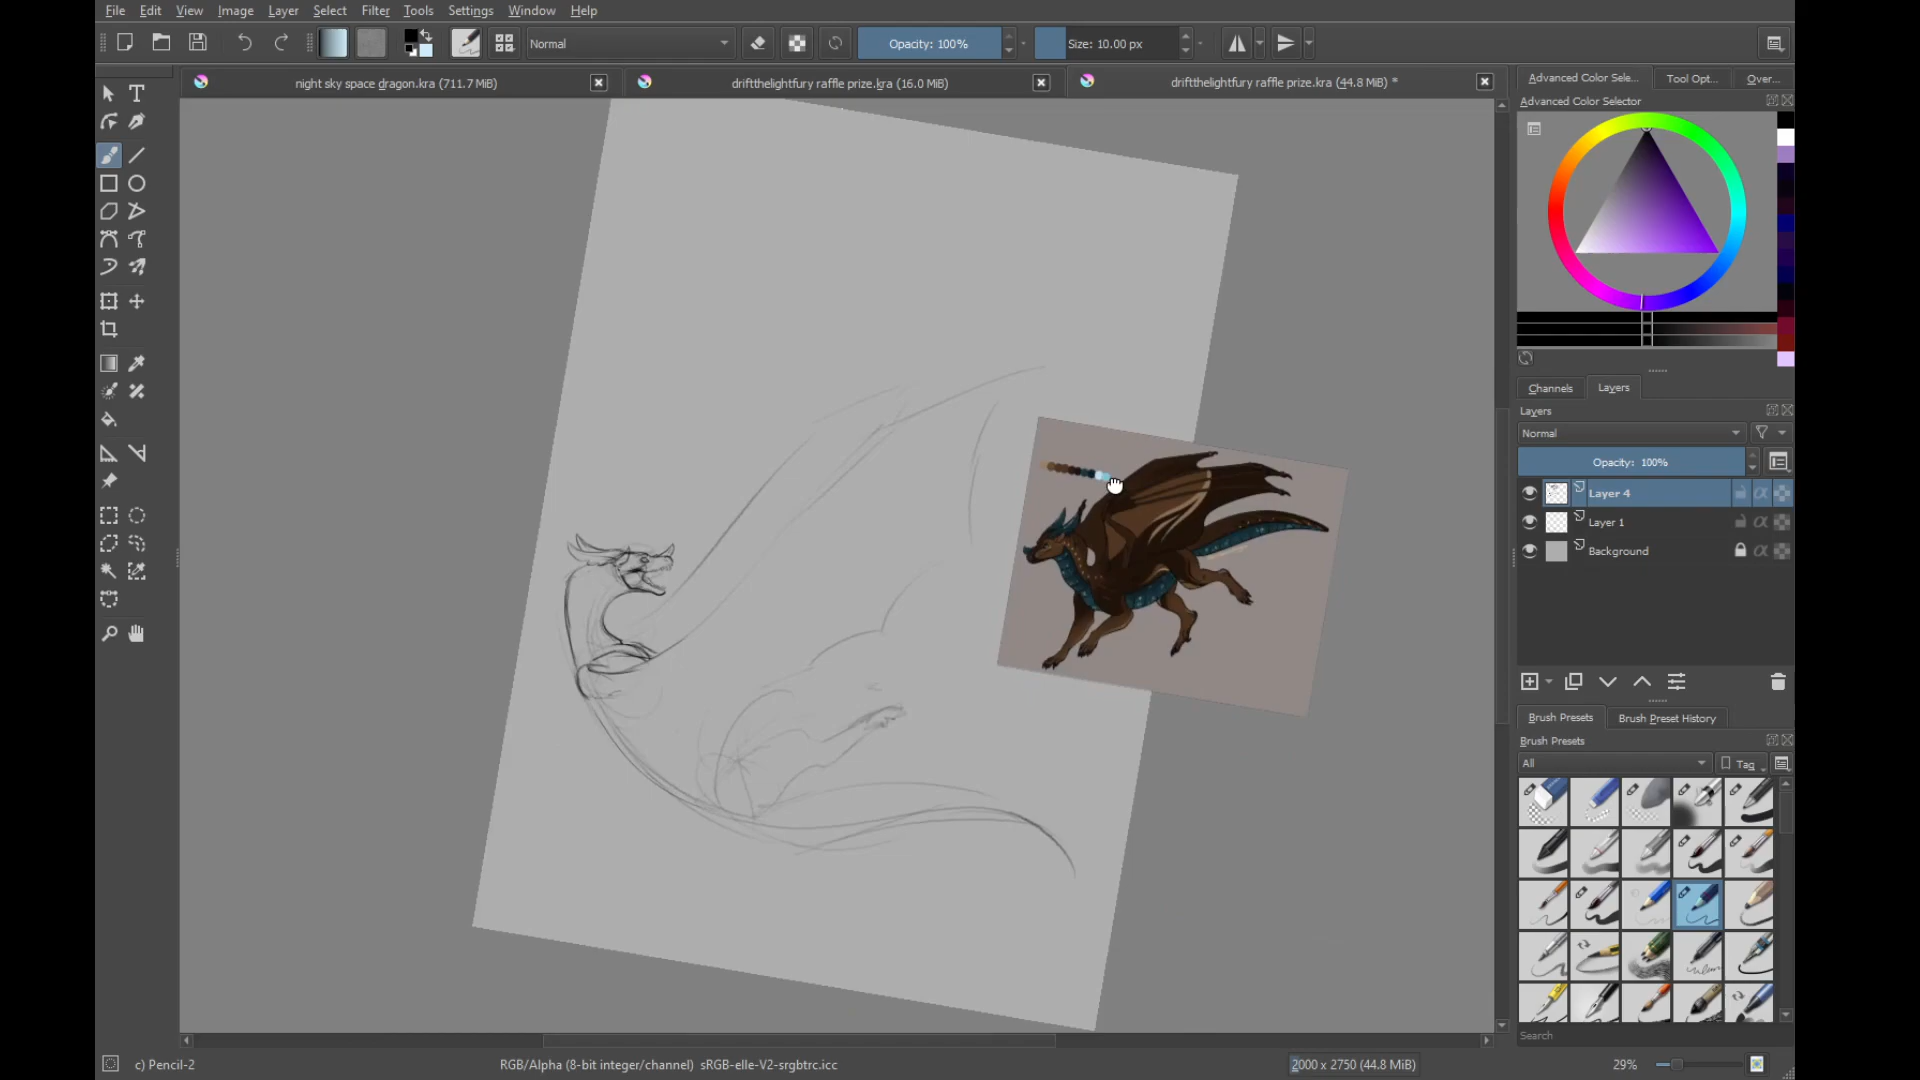 File Edit View Image Layer Select Filter Tools Settings Window Help
Normal Opacity: 100% Size: 10.00 px
night sky space dragon.kra (711.7 MiB) driftthelightfury raffle prize.kra (16.0 MiB) driftthelightfury raffle prize.kra (44.8 MiB) *
Advanced Color Sele... Tool Opt... Over...
Advanced Color Selector
Channels Layers
Layers
Normal
Opacity: 100%
Layer 4
Layer 1
Background
Brush Presets Brush Preset History
Brush Presets
All Tag
Search
c) Pencil-2 RGB/Alpha (8-bit integer/channel) sRGB-elle-V2-srgbtrc.icc 2000 x 2750 (44.8 MiB) 29%